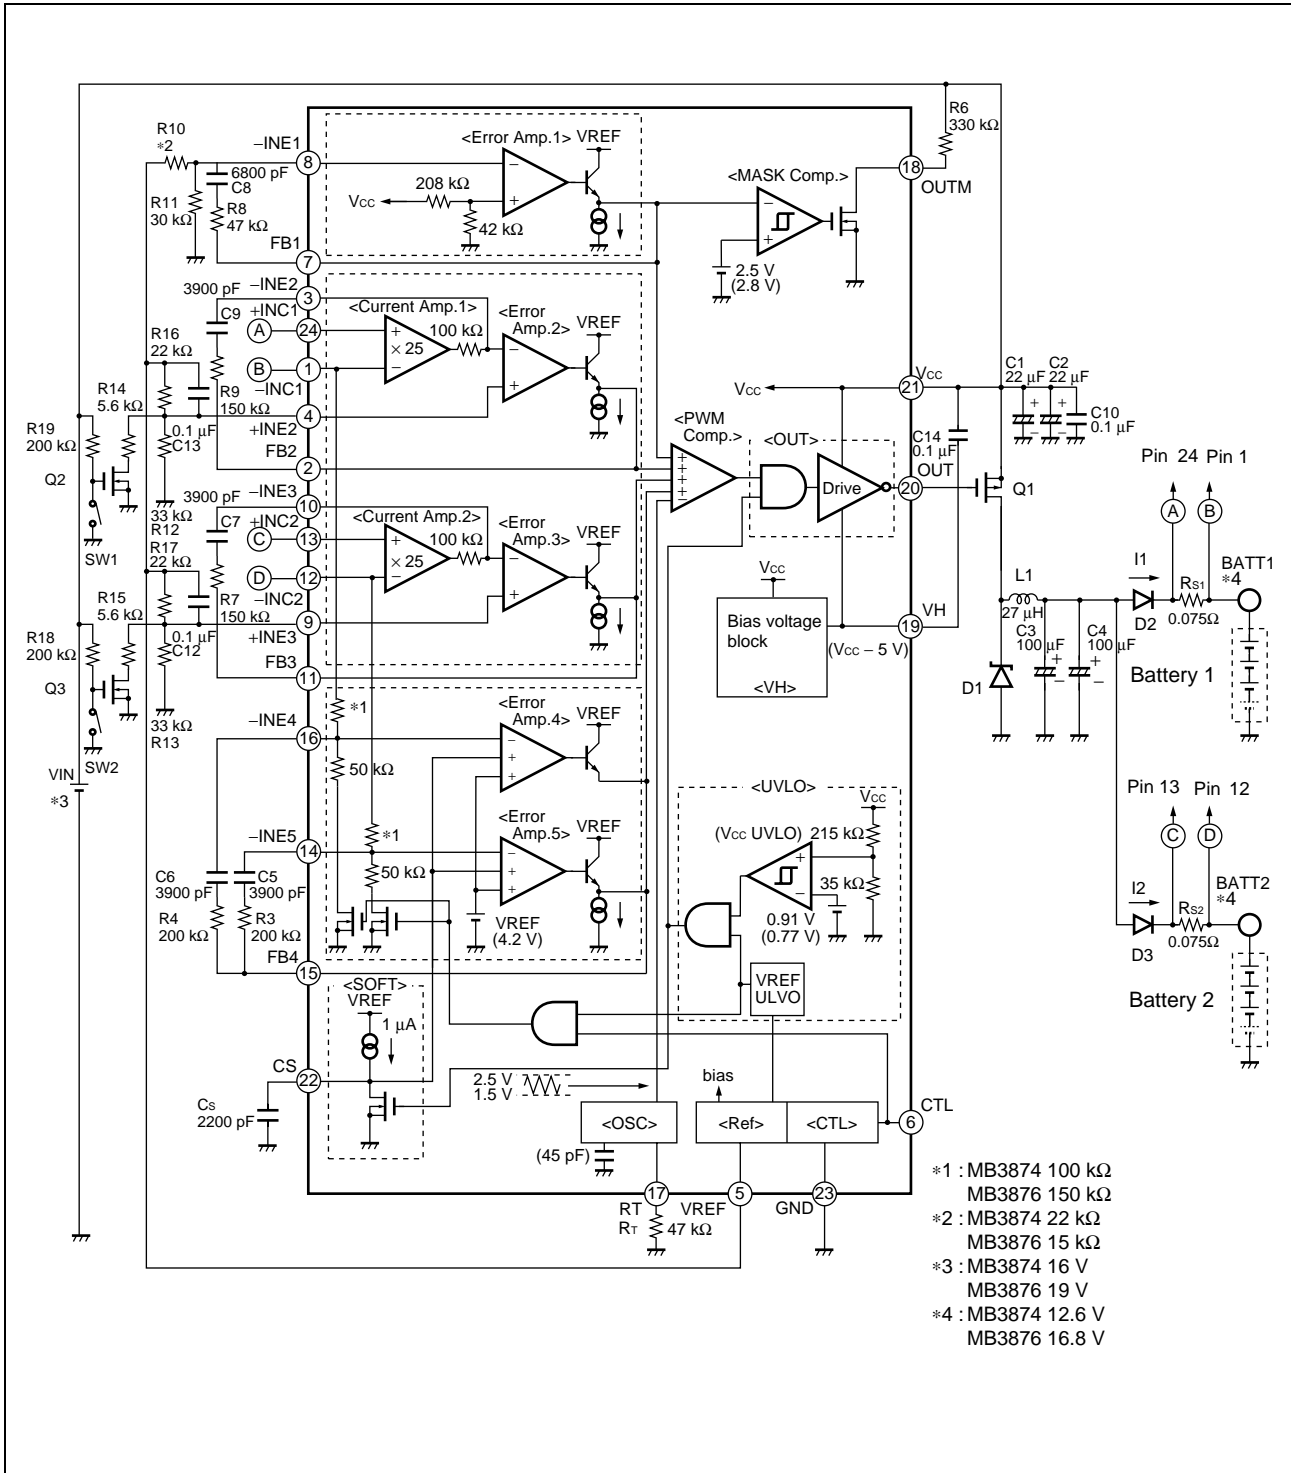 R10
*2
−INE1
8
6800 pF
C8
R11
30 kΩ
R8
47 kΩ
FB1
7
<Error Amp.1>
VREF
208 kΩ
VCC
−
+
42 kΩ
<MASK Comp.>
−
+
2.5 V
(2.8 V)
R6
330 kΩ
18
OUTM
3900 pF
−INE2
3
C9
+INC1
A
24
B
1
−INC1
R16
22 kΩ
R14
5.6 kΩ
R9
150 kΩ
4
+INE2
R19
200 kΩ
0.1 µF
C13
FB2
2
Q2
SW1
33 kΩ
R12
<Current Amp.1>
100 kΩ
+
× 25
−
<Error
Amp.2>
VREF
−
+
3900 pF
−INE3
10
C7
+INC2
C
13
D
12
−INC2
R17
22 kΩ
R15
5.6 kΩ
R7
150 kΩ
9
+INE3
R18
200 kΩ
0.1 µF
C12
FB3
11
Q3
SW2
33 kΩ
R13
<Current Amp.2>
100 kΩ
+
× 25
−
<Error
Amp.3>
VREF
−
+
<PWM
Comp.>
+
+
+
+
−
<OUT>
Drive
VCC
21
VCC
C14
0.1 µF
OUT
20
Q1
C1
22 µF
+
−
C2
22 µF
+
−
C10
0.1 µF
VCC
Bias voltage
block
<VH>
VH
19
(VCC − 5 V)
Pin 24
Pin 1
A
B
I1
L1
27 µH
D2
RS1
0.075Ω
BATT1
*4
C3
100 µF
+
−
C4
100 µF
+
−
D1
Battery 1
Pin 13
Pin 12
C
D
I2
D3
RS2
0.075Ω
BATT2
*4
Battery 2
VIN
*3
−INE4
16
*1
50 kΩ
<Error
Amp.4>
VREF
−
+
+
−INE5
14
*1
50 kΩ
<Error
Amp.5>
VREF
−
+
+
VREF
(4.2 V)
C6
3900 pF
C5
3900 pF
R4
200 kΩ
R3
200 kΩ
FB4
15
<UVLO>
VCC
(VCC UVLO)
215 kΩ
+
−
35 kΩ
0.91 V
(0.77 V)
VREF
ULVO
<SOFT>
VREF
1 µA
CS
22
CS
2200 pF
2.5 V
1.5 V
bias
<OSC>
(45 pF)
<Ref>
<CTL>
CTL
6
17
RT
RT
47 kΩ
5
VREF
23
GND
*1 : MB3874 100 kΩ
MB3876 150 kΩ
*2 : MB3874 22 kΩ
MB3876 15 kΩ
*3 : MB3874 16 V
MB3876 19 V
*4 : MB3874 12.6 V
MB3876 16.8 V